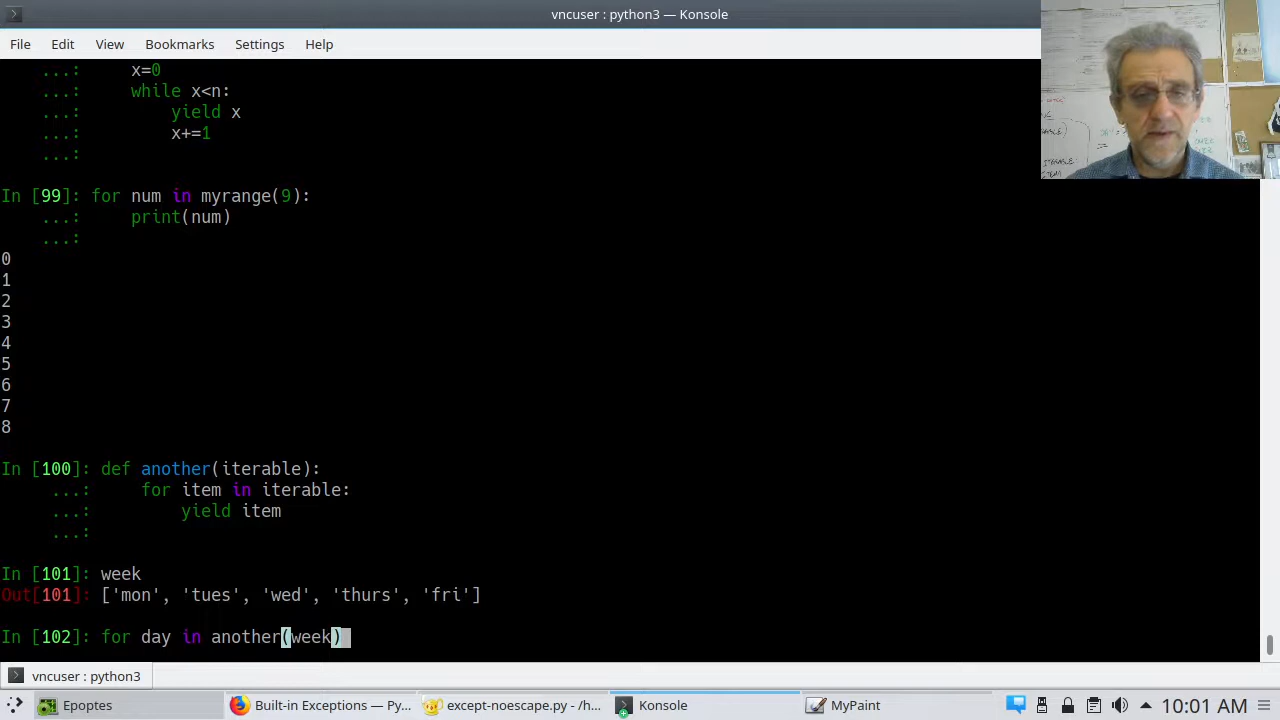 vncuser : python3 — Konsole
File Edit View Bookmarks Settings Help
...: x=0
...: while x<n:
...: yield x
...: x+=1
...:
In [99]: for num in myrange(9):
...: print(num)
...:
0
1
2
3
4
5
6
7
8
In [100]: def another(iterable):
...: for item in iterable:
...: yield item
...:
In [101]: week
Out[101]: ['mon', 'tues', 'wed', 'thurs', 'fri']
In [102]: for day in another(week)
vncuser : python3
Epoptes
Built-in Exceptions — Py...
except-noescape.py - /h...
Konsole
MyPaint
10:01 AM